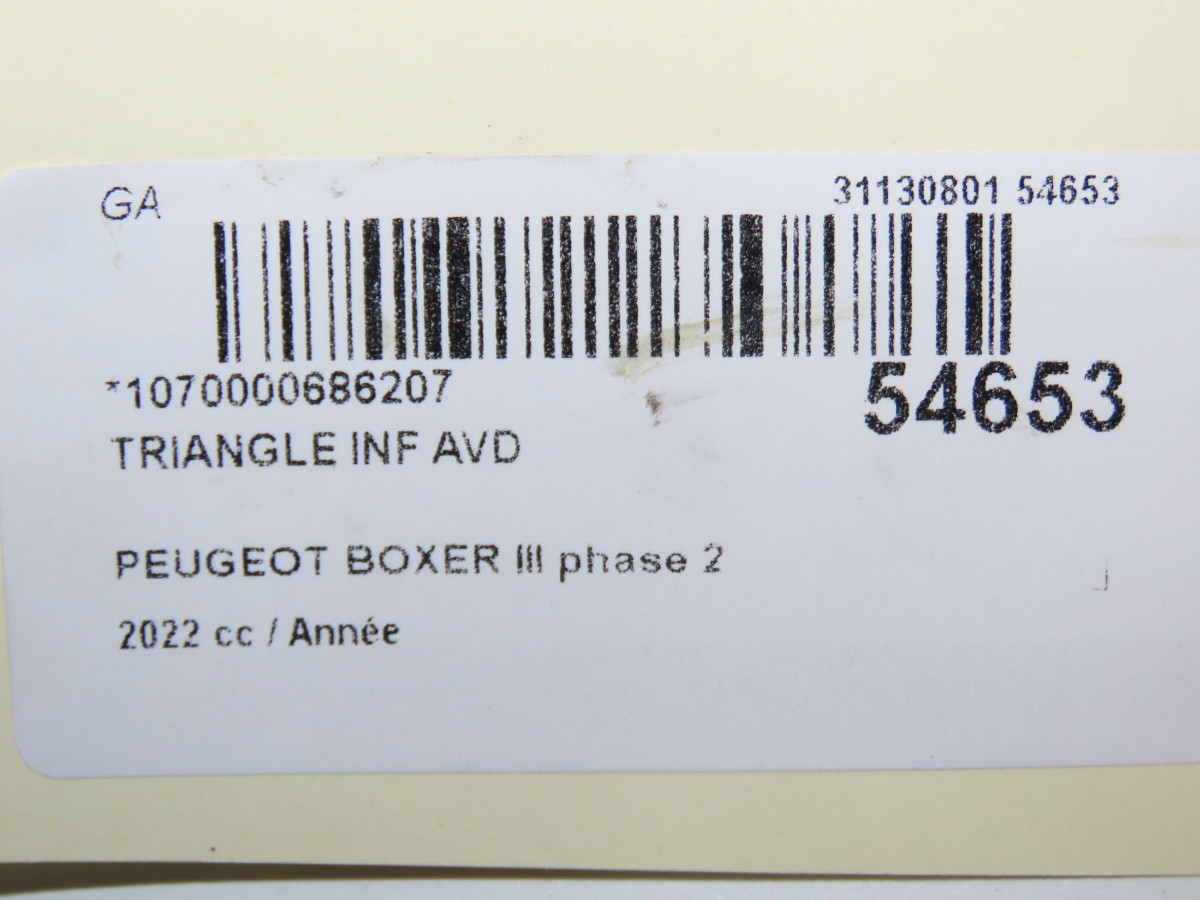 GA
31130801 54653
*1070000686207
54653
TRIANGLE INF AVD
PEUGEOT BOXER III phase 2
2022 cc / Année